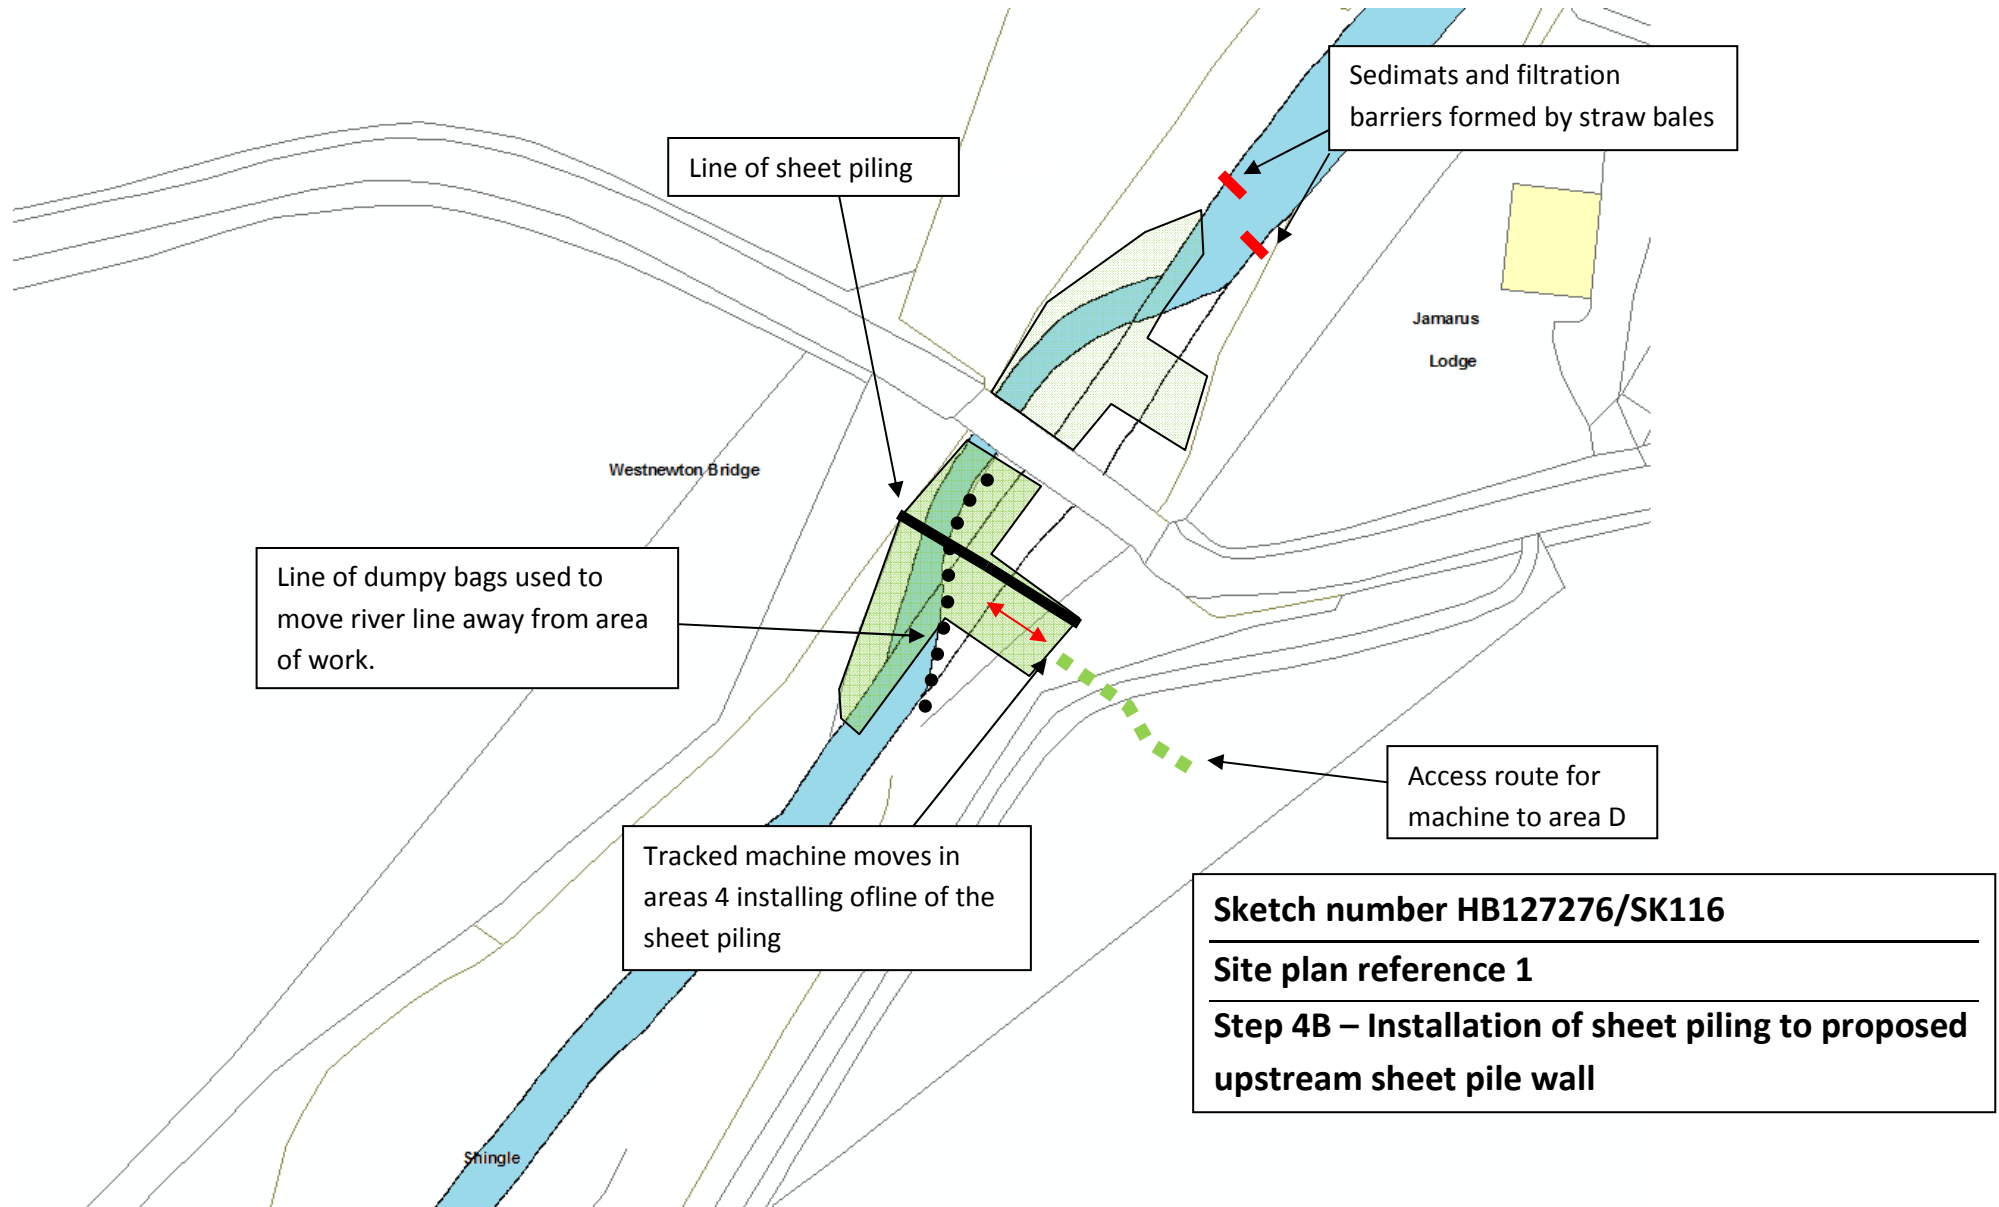 Sedimats and filtration
barriers formed by straw bales
Line of sheet piling
Jamarus
Lodge
Westnewton Bridge
Line of dumpy bags used to
move river line away from area
of work.
Access route for
machine to area D
Tracked machine moves in
areas 4 installing ofline of the
sheet piling
Sketch number HB127276/SK116
Site plan reference 1
Step 4B – Installation of sheet piling to proposed
upstream sheet pile wall
Shingle